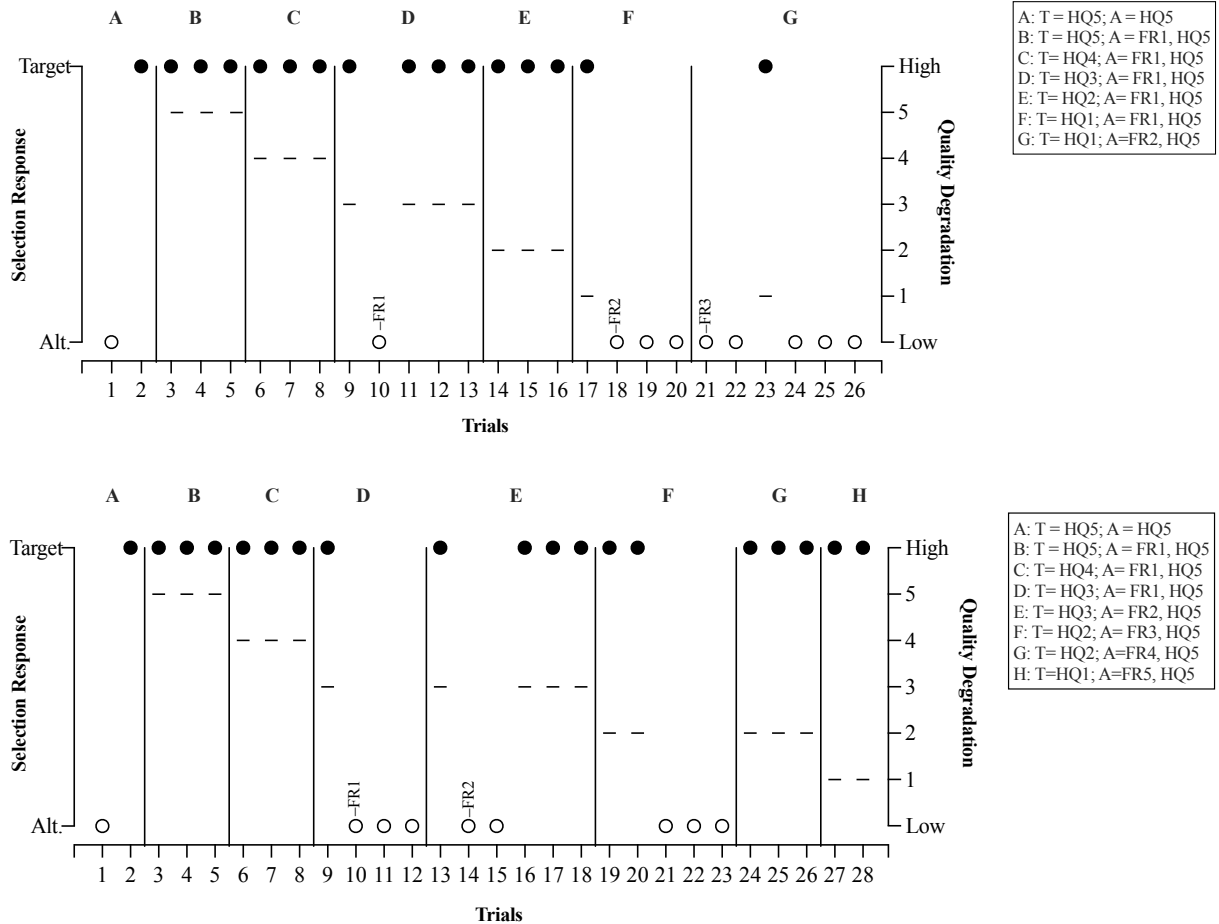 A B C D E F G
Target
Alt.
Selection Response
High
5
4
3
2
1
Low
Quality Degradation
–FR1
–FR2
–FR3
1 2 3 4 5 6 7 8 9 10 11 12 13 14 15 16 17 18 19 20 21 22 23 24 25 26
Trials
A: T = HQ5; A = HQ5
B: T = HQ5; A = FR1, HQ5
C: T= HQ4; A= FR1, HQ5
D: T= HQ3; A= FR1, HQ5
E: T= HQ2; A= FR1, HQ5
F: T= HQ1; A= FR1, HQ5
G: T= HQ1; A=FR2, HQ5
A B C D E F G H
Target
Alt.
Selection Response
High
5
4
3
2
1
Low
Quality Degradation
–FR1
–FR2
1 2 3 4 5 6 7 8 9 10 11 12 13 14 15 16 17 18 19 20 21 22 23 24 25 26 27 28
Trials
A: T = HQ5; A = HQ5
B: T = HQ5; A = FR1, HQ5
C: T= HQ4; A= FR1, HQ5
D: T= HQ3; A= FR1, HQ5
E: T= HQ3; A= FR2, HQ5
F: T= HQ2; A= FR3, HQ5
G: T= HQ2; A=FR4, HQ5
H: T=HQ1; A=FR5, HQ5